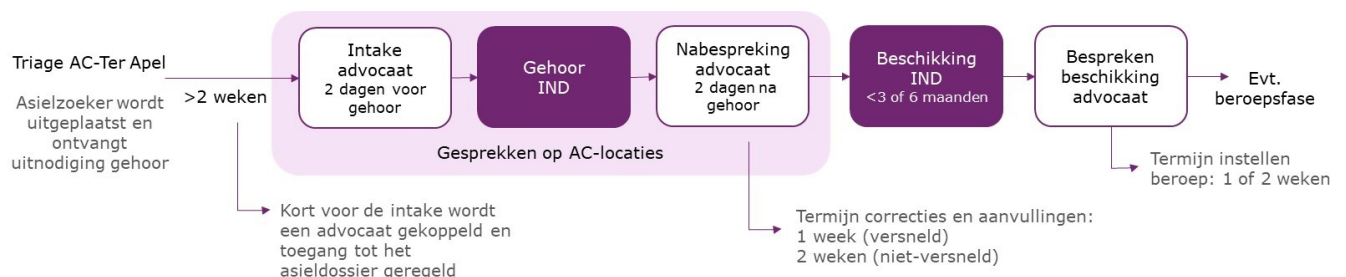 Triage AC-Ter Apel
>2 weken
Asielzoeker wordt
uitgeplaatst en
ontvangt
uitnodiging gehoor
Intake
advocaat
2 dagen voor
gehoor
Gehoor
IND
Nabespreking
advocaat
2 dagen na
gehoor
Gesprekken op AC-locaties
Beschikking
IND
<3 of 6 maanden
Bespreken
beschikking
advocaat
Evt.
beroepsfase
Kort voor de intake wordt
een advocaat gekoppeld en
toegang tot het
asieldossier geregeld
Termijn correcties en aanvullingen:
1 week (versneld)
2 weken (niet-versneld)
Termijn instellen
beroep: 1 of 2 weken